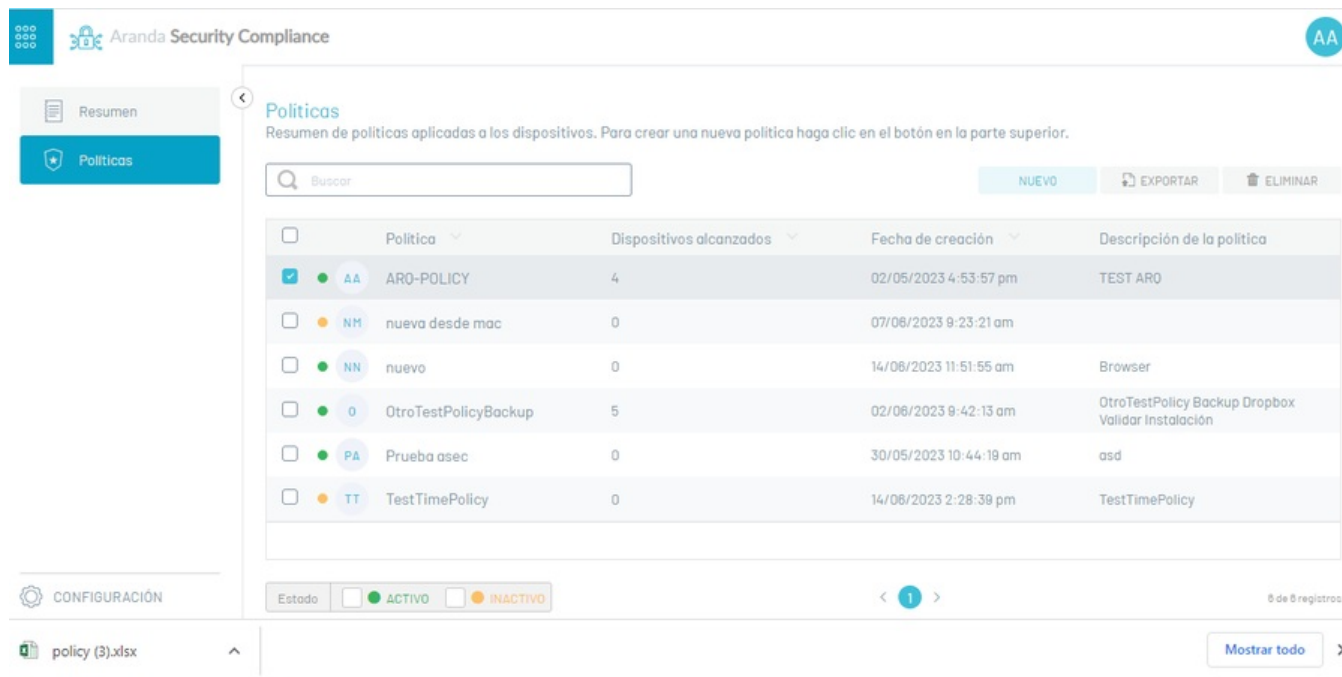 Aranda Security Compliance
AA
Resumen
Políticas
Políticas
Resumen de políticas aplicadas a los dispositivos. Para crear una nueva política haga clic en el botón en la parte superior.
Buscar
NUEVO EXPORTAR ELIMINAR
Política Dispositivos alcanzados Fecha de creación Descripción de la política
AA ARQ-POLICY 4 02/05/2023 4:53:57 pm TEST ARQ
NM nueva desde mac 0 07/06/2023 9:23:21 am
NN nuevo 0 14/06/2023 11:51:55 am Browser
O OtroTestPolicyBackup 5 02/06/2023 9:42:13 am OtroTestPolicy Backup Dropbox
Validar Instalación
PA Prueba asec 0 30/05/2023 10:44:19 am asd
TT TestTimePolicy 0 14/06/2023 2:28:39 pm TestTimePolicy
CONFIGURACIÓN
Estado ACTIVO INACTIVO
1
6 de 6 registros
policy (3).xlsx
Mostrar todo